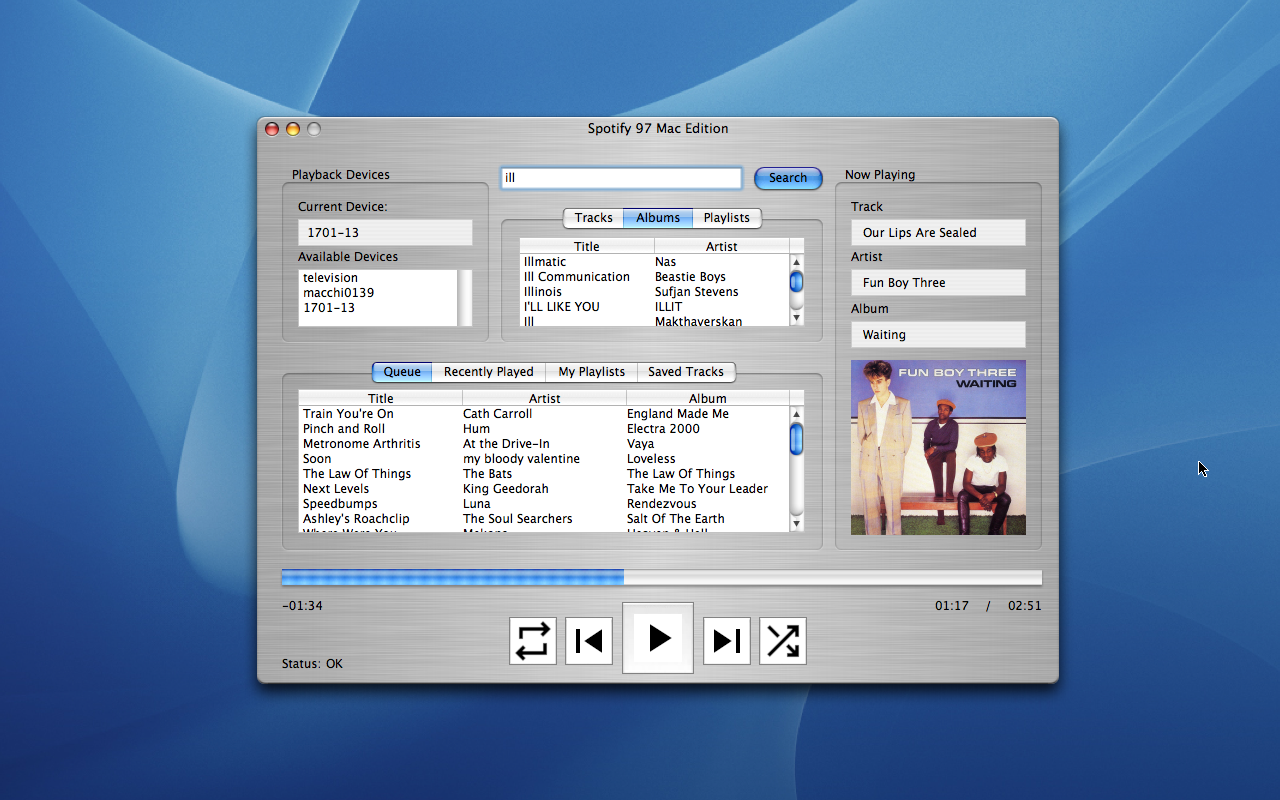 Spotify 97 Mac Edition
Playback Devices
Current Device:
1701-13
Available Devices
television
macchi0139
1701-13
ill
Search
Tracks Albums Playlists
Title Artist
Illmatic Nas
Ill Communication Beastie Boys
Illinois Sufjan Stevens
I'LL LIKE YOU ILLIT
Ill Makthaverskan
Now Playing
Track
Our Lips Are Sealed
Artist
Fun Boy Three
Album
Waiting
FUN BOY THREE
WAITING
Queue Recently Played My Playlists Saved Tracks
Title Artist Album
Train You're On Cath Carroll England Made Me
Pinch and Roll Hum Electra 2000
Metronome Arthritis At the Drive-In Vaya
Soon my bloody valentine Loveless
The Law Of Things The Bats The Law Of Things
Next Levels King Geedorah Take Me To Your Leader
Speedbumps Luna Rendezvous
Ashley's Roachclip The Soul Searchers Salt Of The Earth
-01:34
01:17 / 02:51
Status: OK